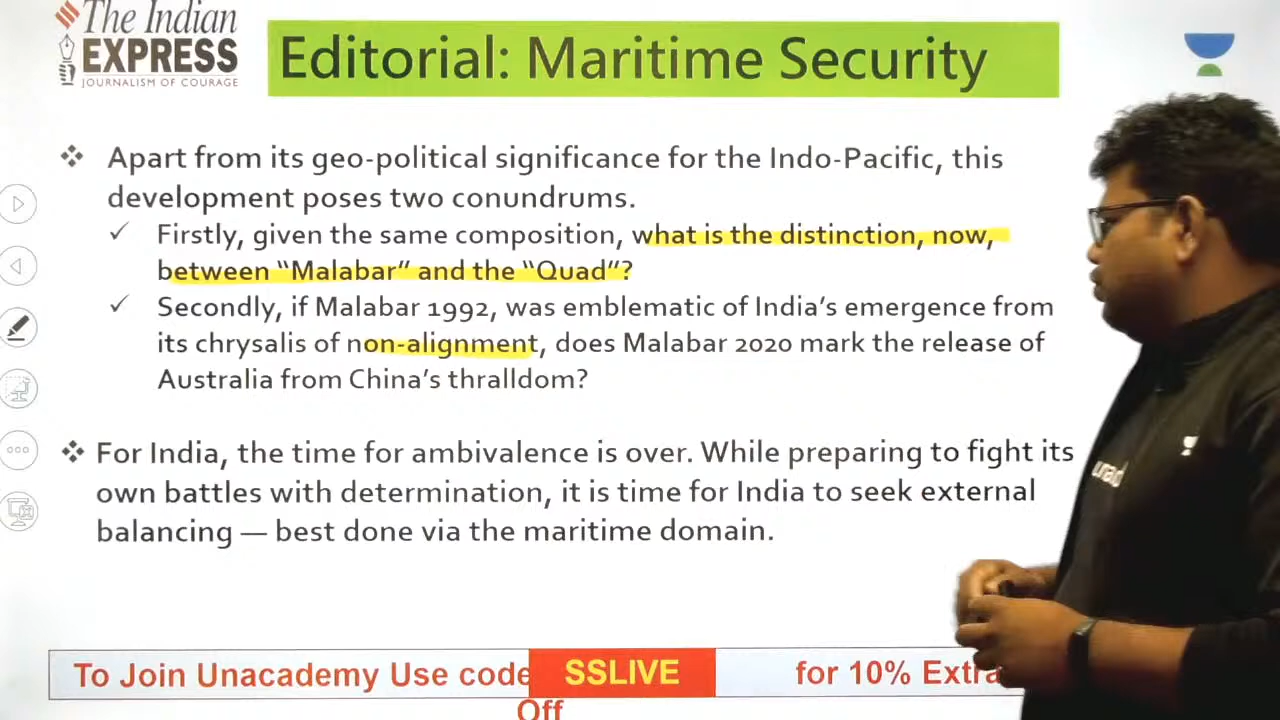 The Indian
EXPRESS
JOURNALISM OF COURAGE
Editorial: Maritime Security
Apart from its geo-political significance for the Indo-Pacific, this
development poses two conundrums.
Firstly, given the same composition, what is the distinction, now,
between “Malabar” and the “Quad”?
Secondly, if Malabar 1992, was emblematic of India’s emergence from
its chrysalis of non-alignment, does Malabar 2020 mark the release of
Australia from China’s thralldom?
For India, the time for ambivalence is over. While preparing to fight its
own battles with determination, it is time for India to seek external
balancing — best done via the maritime domain.
To Join Unacademy Use code SSLIVE for 10% Extra
Off